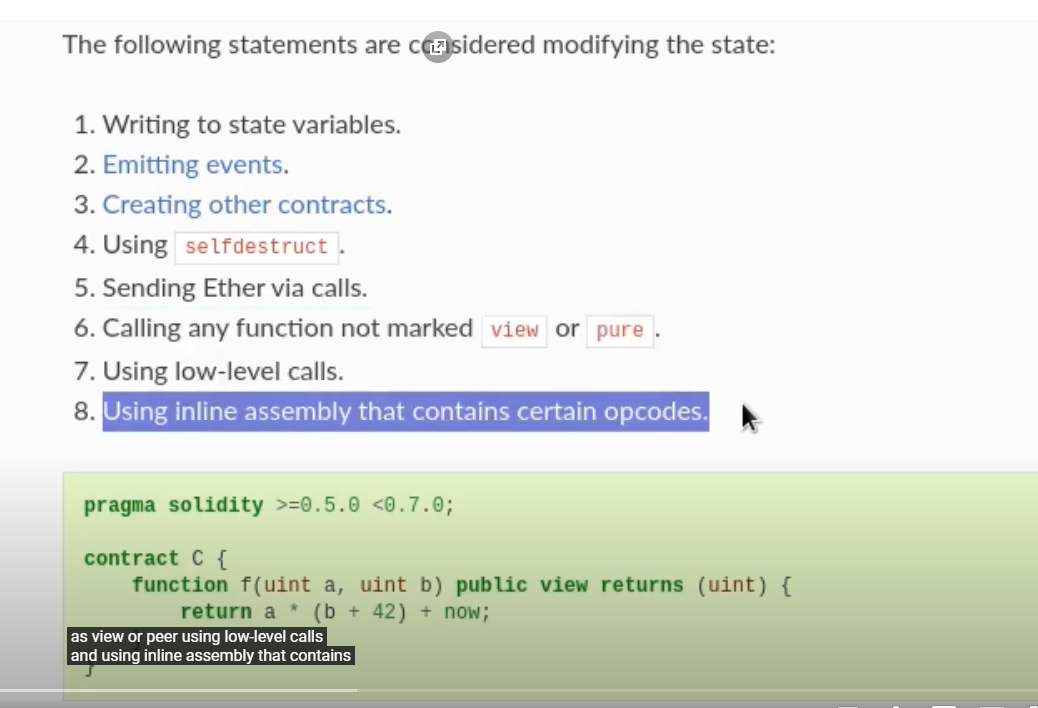 The following statements are considered modifying the state:
1. Writing to state variables.
2. Emitting events.
3. Creating other contracts.
4. Using selfdestruct.
5. Sending Ether via calls.
6. Calling any function not marked view or pure.
7. Using low-level calls.
8. Using inline assembly that contains certain opcodes.
pragma solidity >=0.5.0 <0.7.0;
contract C {
function f(uint a, uint b) public view returns (uint) {
return a * (b + 42) + now;
as view or peer using low-level calls
and using inline assembly that contains
}